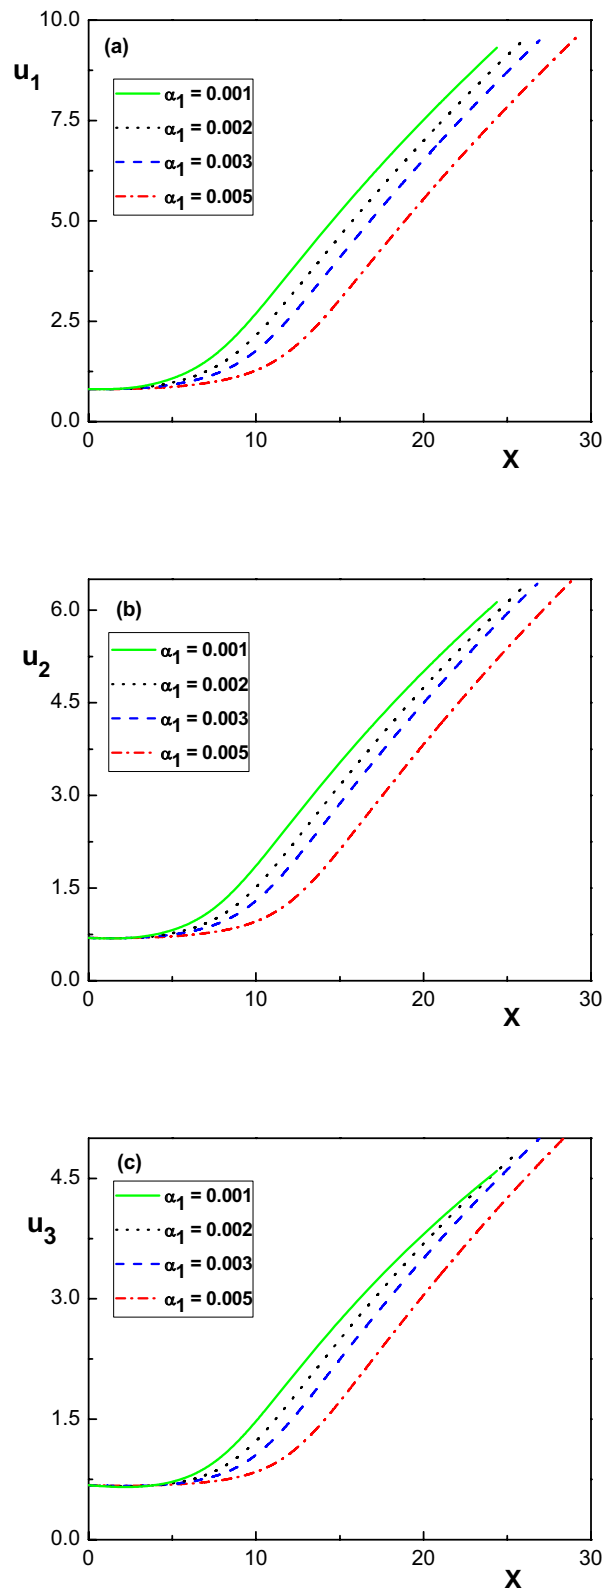 10.0
(a)
u1
α1 = 0.001
α1 = 0.002
α1 = 0.003
α1 = 0.005
7.5
5.0
2.5
0.0
0 10 20 30
X
(b)
6.0
u2
α1 = 0.001
α1 = 0.002
α1 = 0.003
α1 = 0.005
4.5
3.0
1.5
0.0
0 10 20 30
X
(c)
4.5
u3
α1 = 0.001
α1 = 0.002
α1 = 0.003
α1 = 0.005
3.0
1.5
0.0
0 10 20 30
X